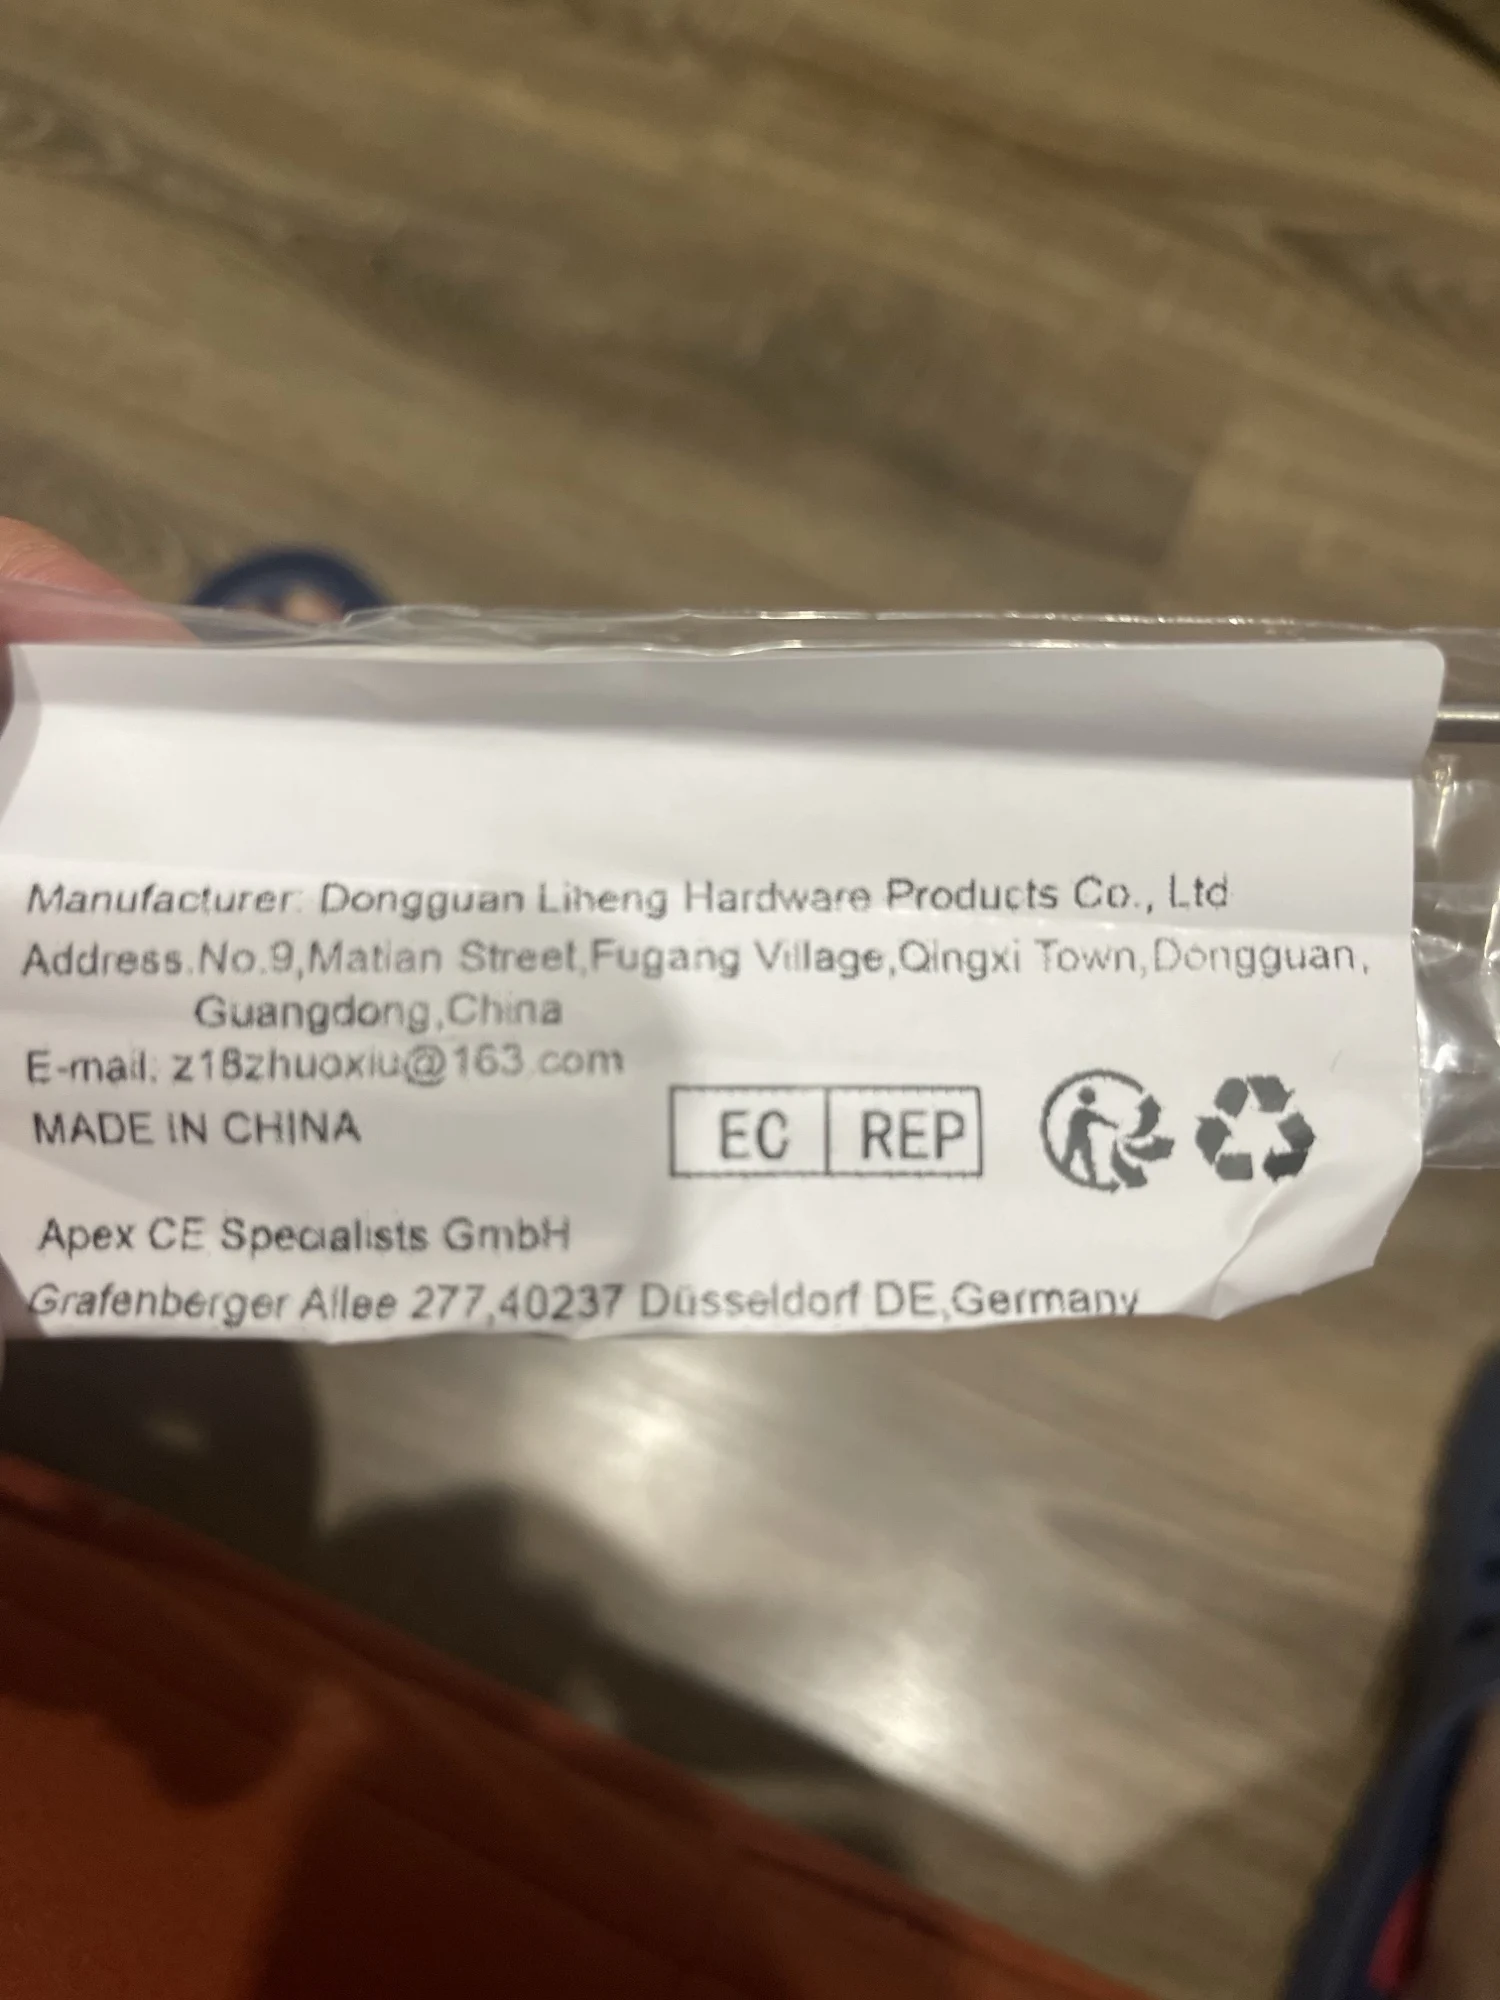 Manufacturer: Dongguan Liheng Hardware Products Co., Ltd
Address.No.9,Matian Street,Fugang Village,Qingxi Town,Dongguan,
Guangdong,China
E-mail: z18zhuoxiu@163.com
MADE IN CHINA
EC REP
Apex CE Specialists GmbH
Grafenberger Allee 277,40237 Düsseldorf DE,Germany